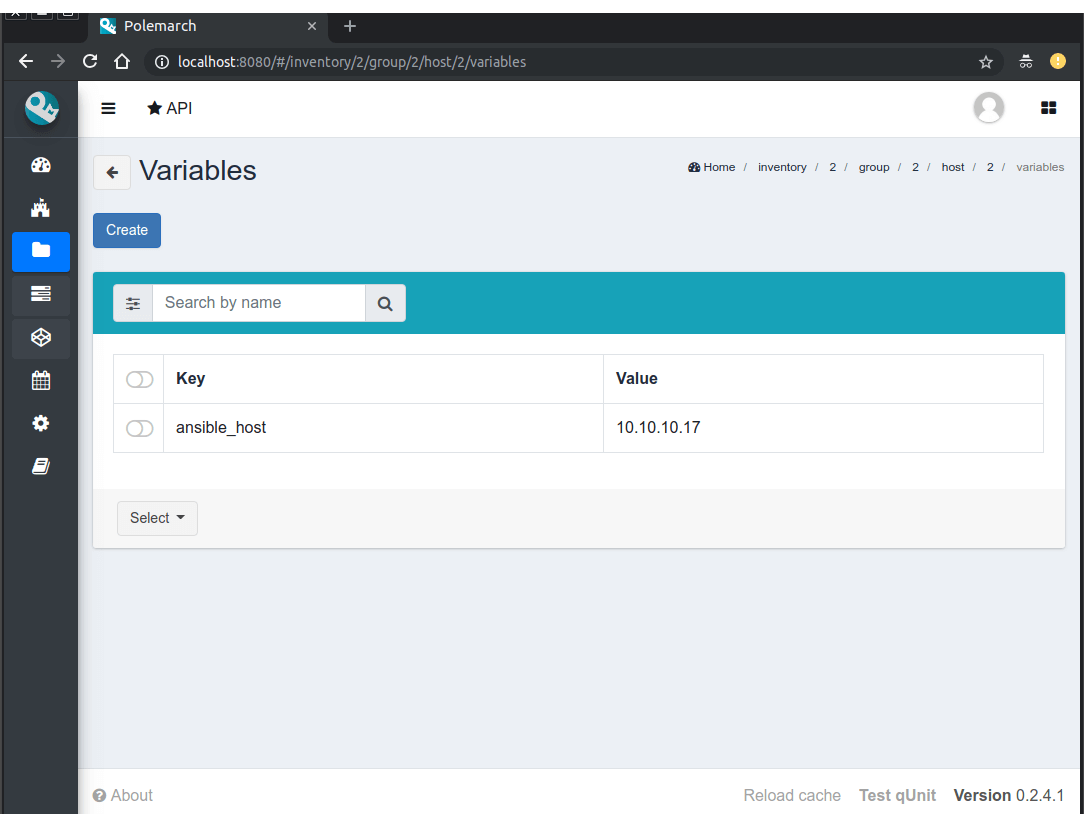 Polemarch
localhost:8080/#/inventory/2/group/2/host/2/variables
API
Variables
Home / inventory / 2 / group / 2 / host / 2 / variables
Create
Search by name
Key Value
ansible_host 10.10.10.17
Select
About Reload cache Test qUnit Version 0.2.4.1